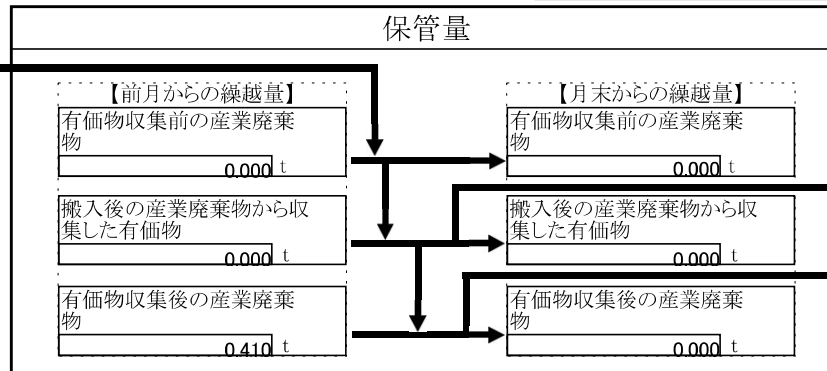 保管量
【前月からの繰越量】
有価物収集前の産業廃棄
物
0.000 t
搬入後の産業廃棄物から収
集した有価物
0.000 t
有価物収集後の産業廃棄
物
0.410 t
【月末からの繰越量】
有価物収集前の産業廃棄
物
0.000 t
搬入後の産業廃棄物から収
集した有価物
0.000 t
有価物収集後の産業廃棄
物
0.000 t